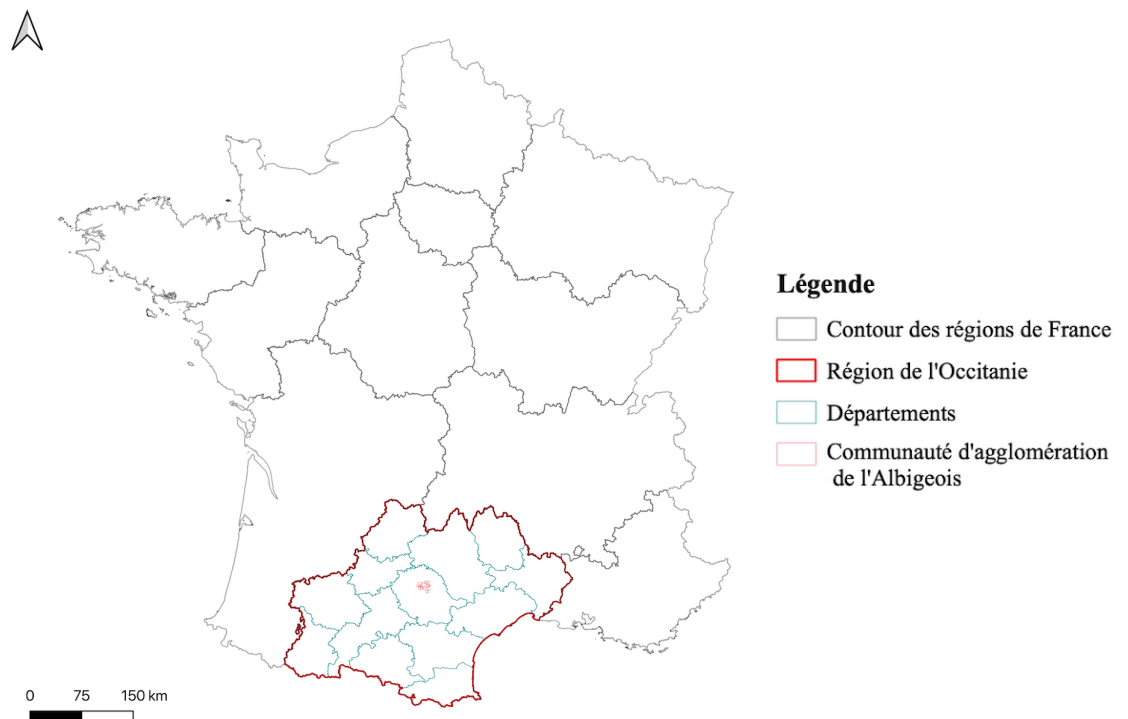 Légende
Contour des régions de France
Région de l'Occitanie
Départements
Communauté d'agglomération
de l'Albigeois
0 75 150 km